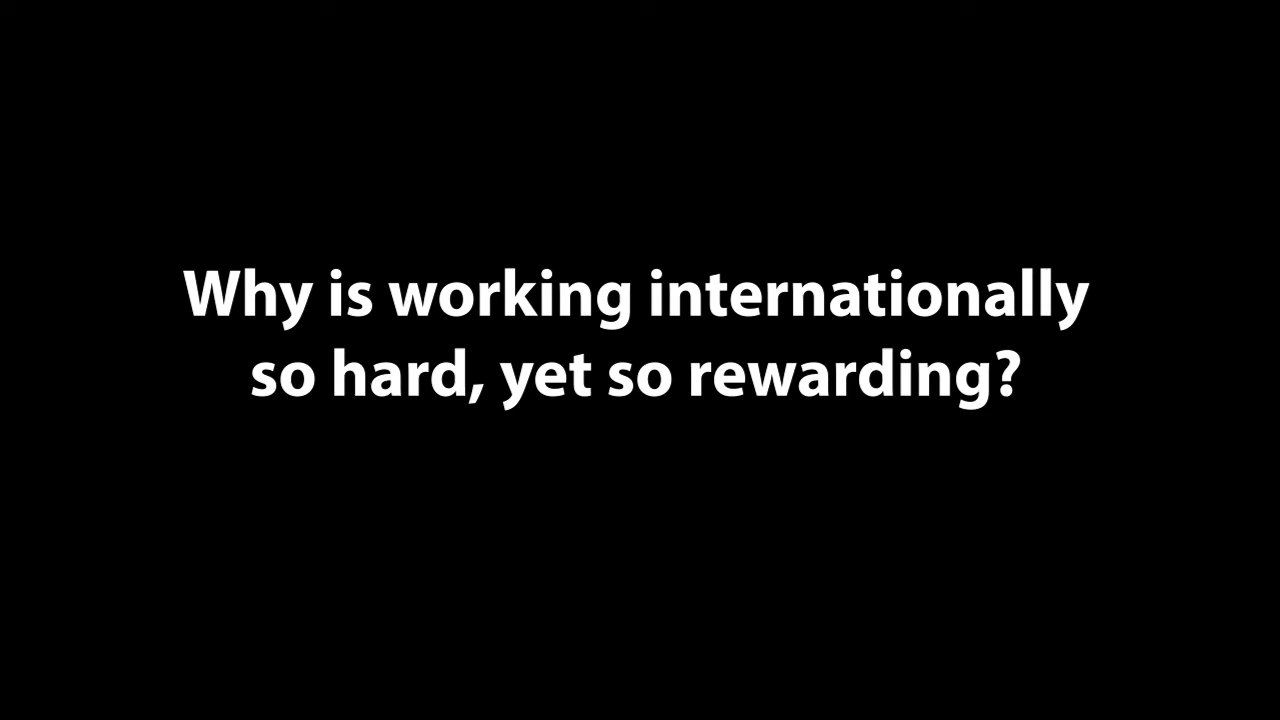 Why is working internationally
so hard, yet so rewarding?